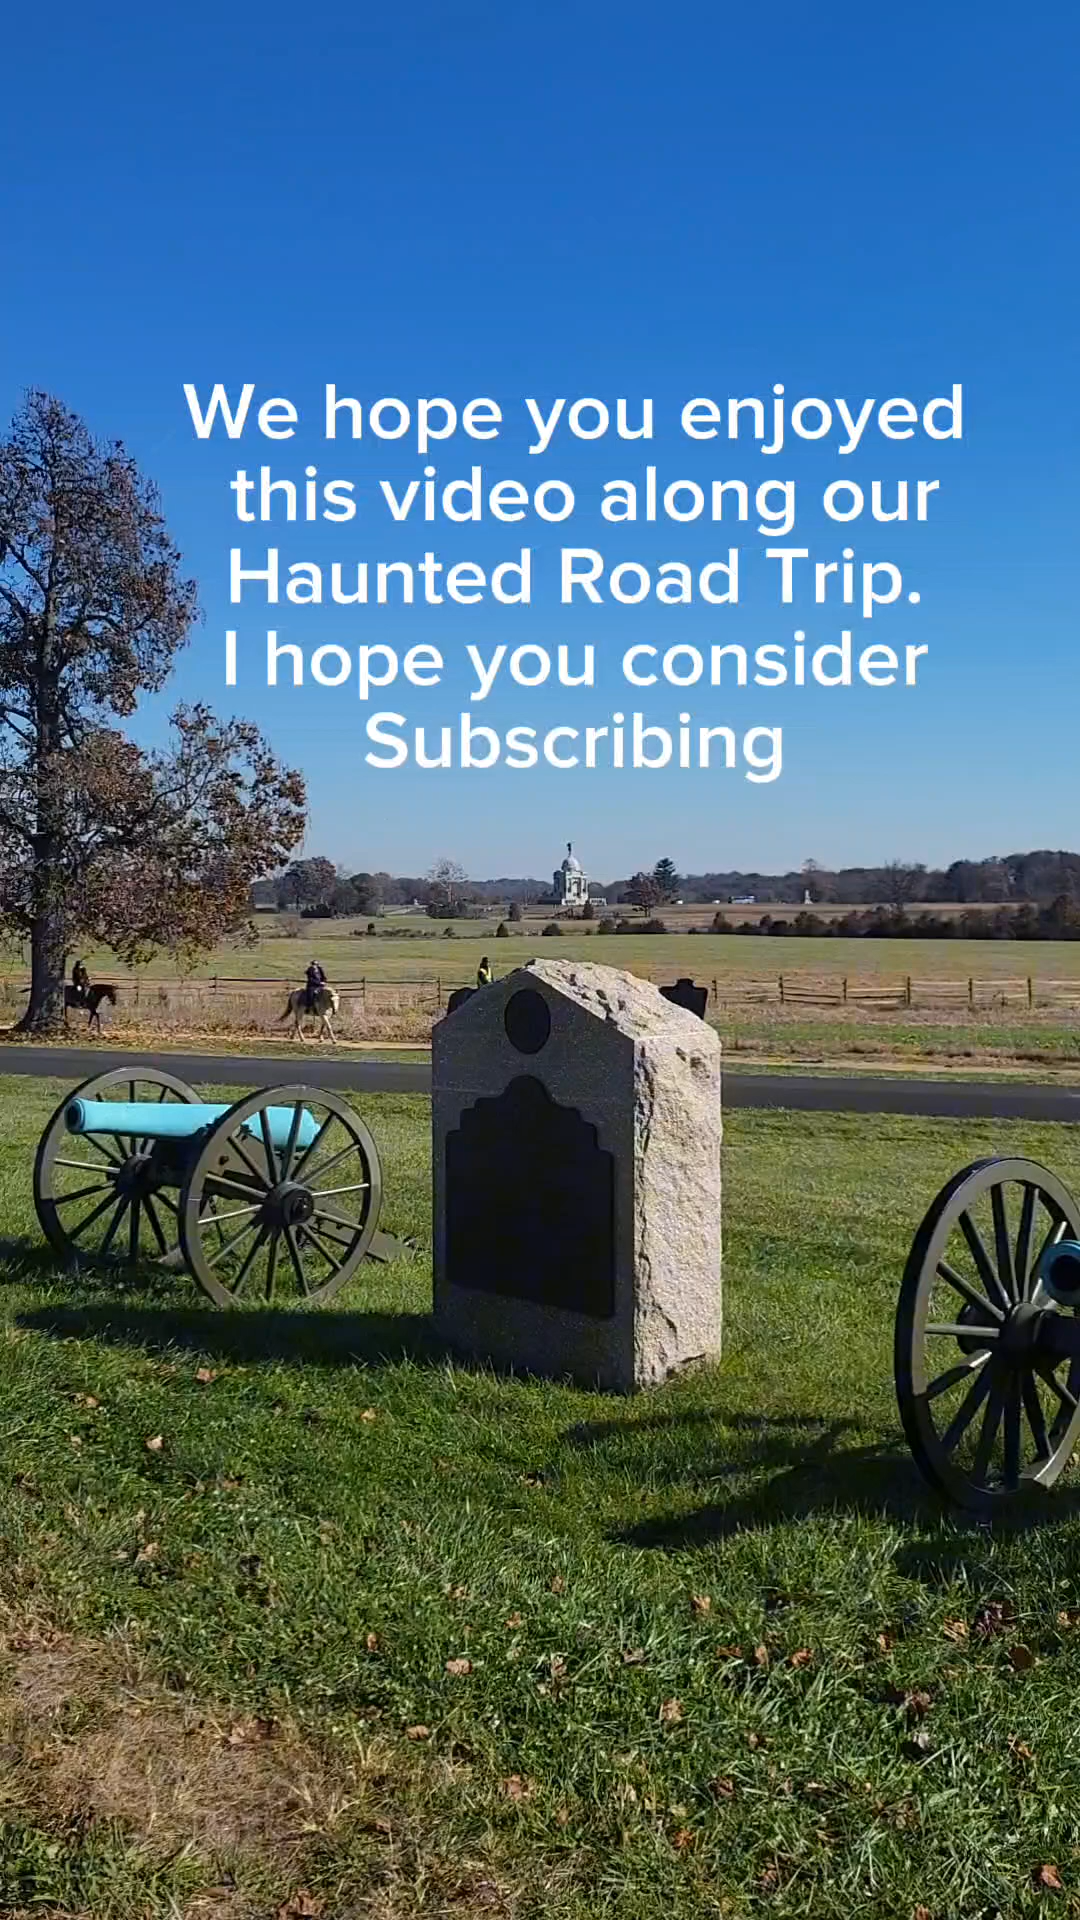 We hope you enjoyed
this video along our
Haunted Road Trip.
I hope you consider
Subscribing